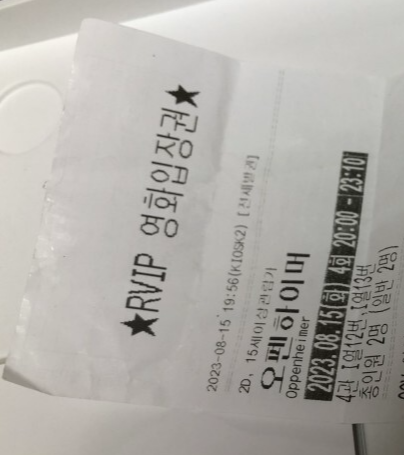 ★RVIP 영화입장권★
2023-08-15 19:56(KIOSK2) [전체발권]
2D, 15세이상관람가
오펜하이머
Oppenheimer
2023.08.15(화) 4회 20:00 - 23:10
4관 I열12번,I열13번
총인원 2명 (일반 2명)